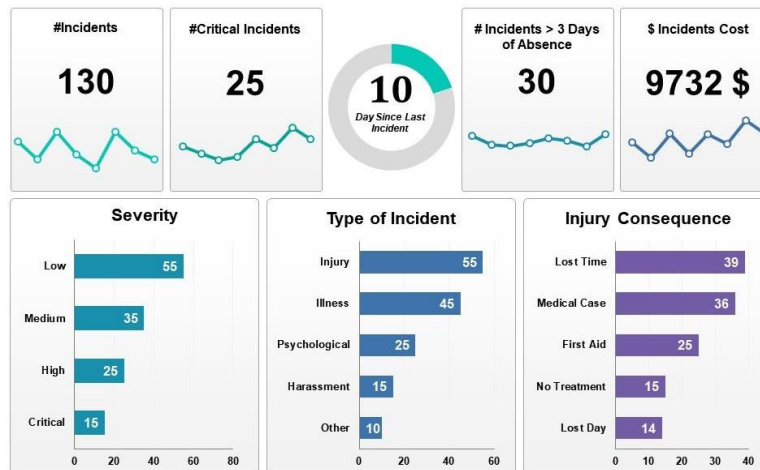 #Incidents
130
#Critical Incidents
25
10
Day Since Last
Incident
# Incidents > 3 Days
of Absence
30
$ Incidents Cost
9732 $
Severity
Low
55
Medium
35
High
25
Critical
15
0 20 40 60 80
Type of Incident
Injury
55
Illness
45
Psychological
25
Harassment
15
Other
10
0 20 40 60
Injury Consequence
Lost Time
39
Medical Case
36
First Aid
25
No Treatment
15
Lost Day
14
0 10 20 30 40